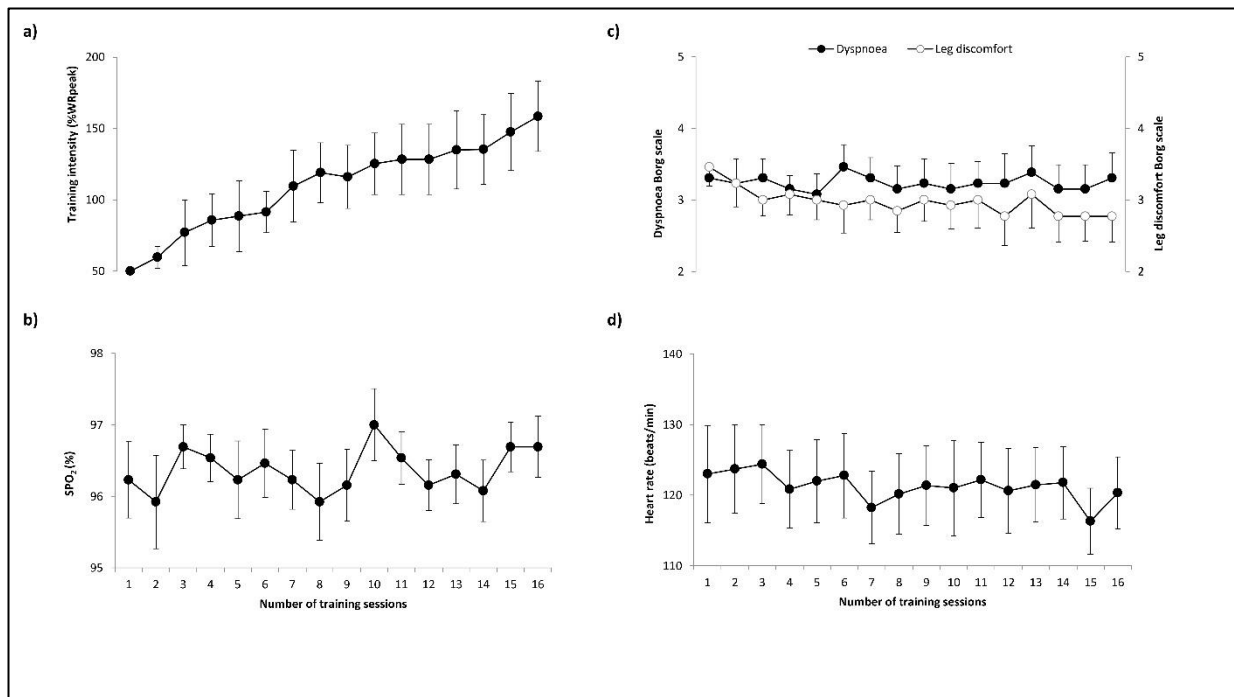 a)
200
150
100
50
Training intensity (%WRpeak)
b)
98
97
96
95
SPO2 (%)
1 2 3 4 5 6 7 8 9 10 11 12 13 14 15 16
Number of training sessions
c)
Dyspnoea Leg discomfort
5
4
3
2
Dyspnoea Borg scale
5
4
3
2
Leg discomfort Borg scale
d)
140
130
120
110
Heart rate (beats/min)
1 2 3 4 5 6 7 8 9 10 11 12 13 14 15 16
Number of training sessions